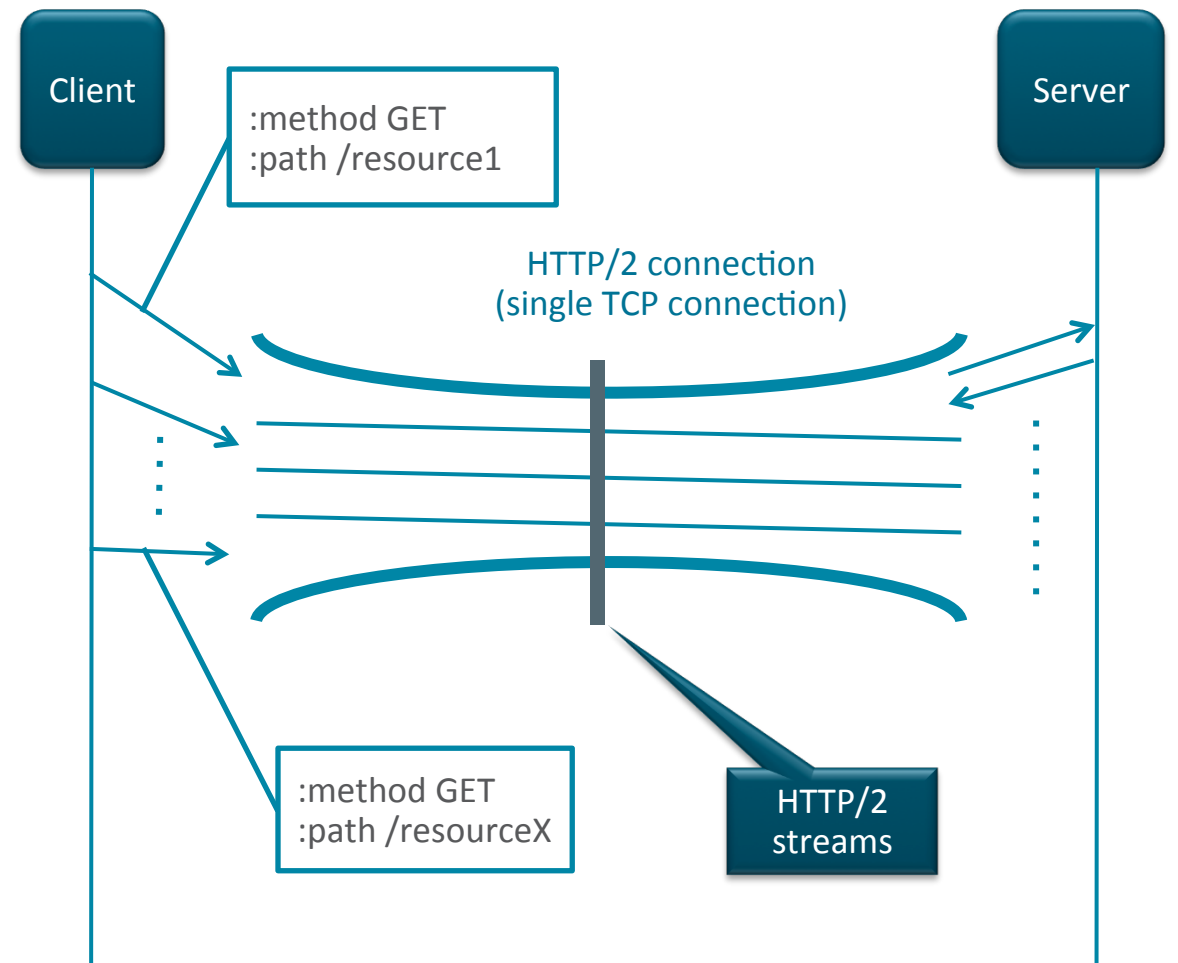 Client
Server
:method GET
:path /resource1
HTTP/2 connection
(single TCP connection)
:method GET
:path /resourceX
HTTP/2
streams